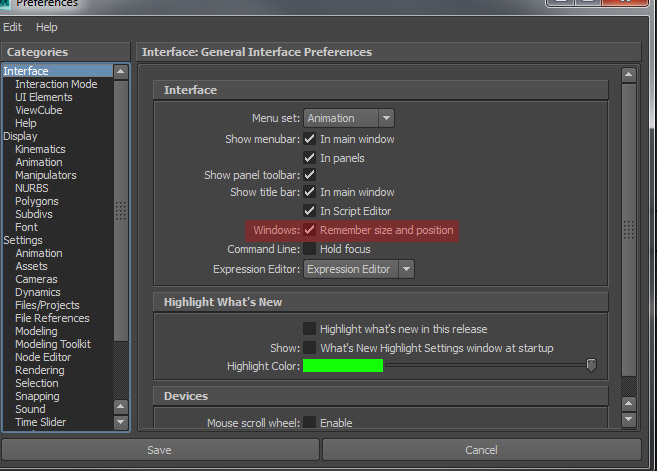 Preferences
Edit Help
Categories
Interface
Interaction Mode
UI Elements
ViewCube
Help
Display
Kinematics
Animation
Manipulators
NURBS
Polygons
Subdivs
Font
Settings
Animation
Assets
Cameras
Dynamics
Files/Projects
File References
Modeling
Modeling Toolkit
Node Editor
Rendering
Selection
Snapping
Sound
Time Slider
Interface: General Interface Preferences
Interface
Menu set: Animation
Show menubar: In main window
In panels
Show panel toolbar:
Show title bar: In main window
In Script Editor
Windows: Remember size and position
Command Line: Hold focus
Expression Editor: Expression Editor
Highlight What's New
Highlight what's new in this release
Show: What's New Highlight Settings window at startup
Highlight Color:
Devices
Mouse scroll wheel: Enable
Save Cancel